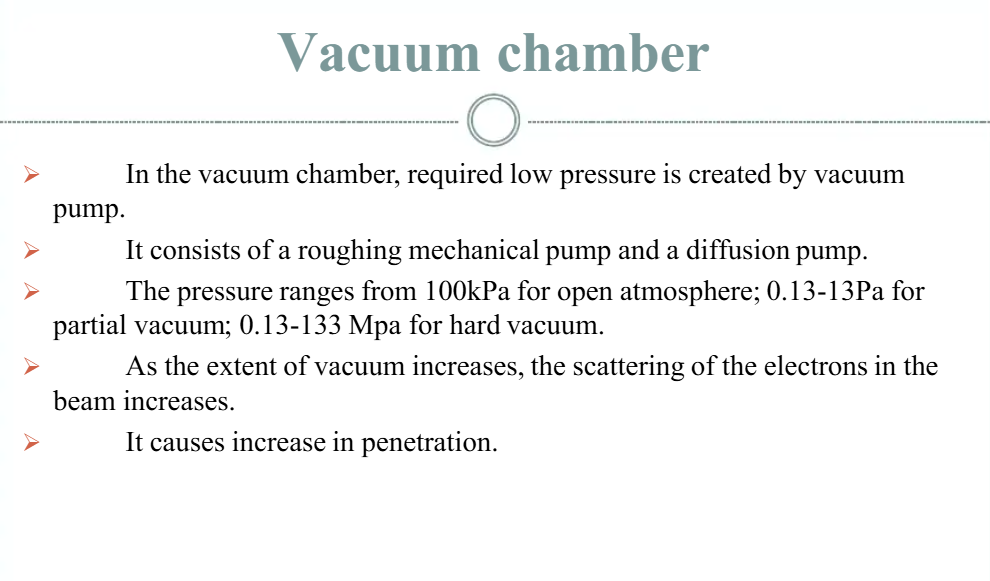 Vacuum chamber
➢ In the vacuum chamber, required low pressure is created by vacuum
pump.
➢ It consists of a roughing mechanical pump and a diffusion pump.
➢ The pressure ranges from 100kPa for open atmosphere; 0.13-13Pa for
partial vacuum; 0.13-133 Mpa for hard vacuum.
➢ As the extent of vacuum increases, the scattering of the electrons in the
beam increases.
➢ It causes increase in penetration.